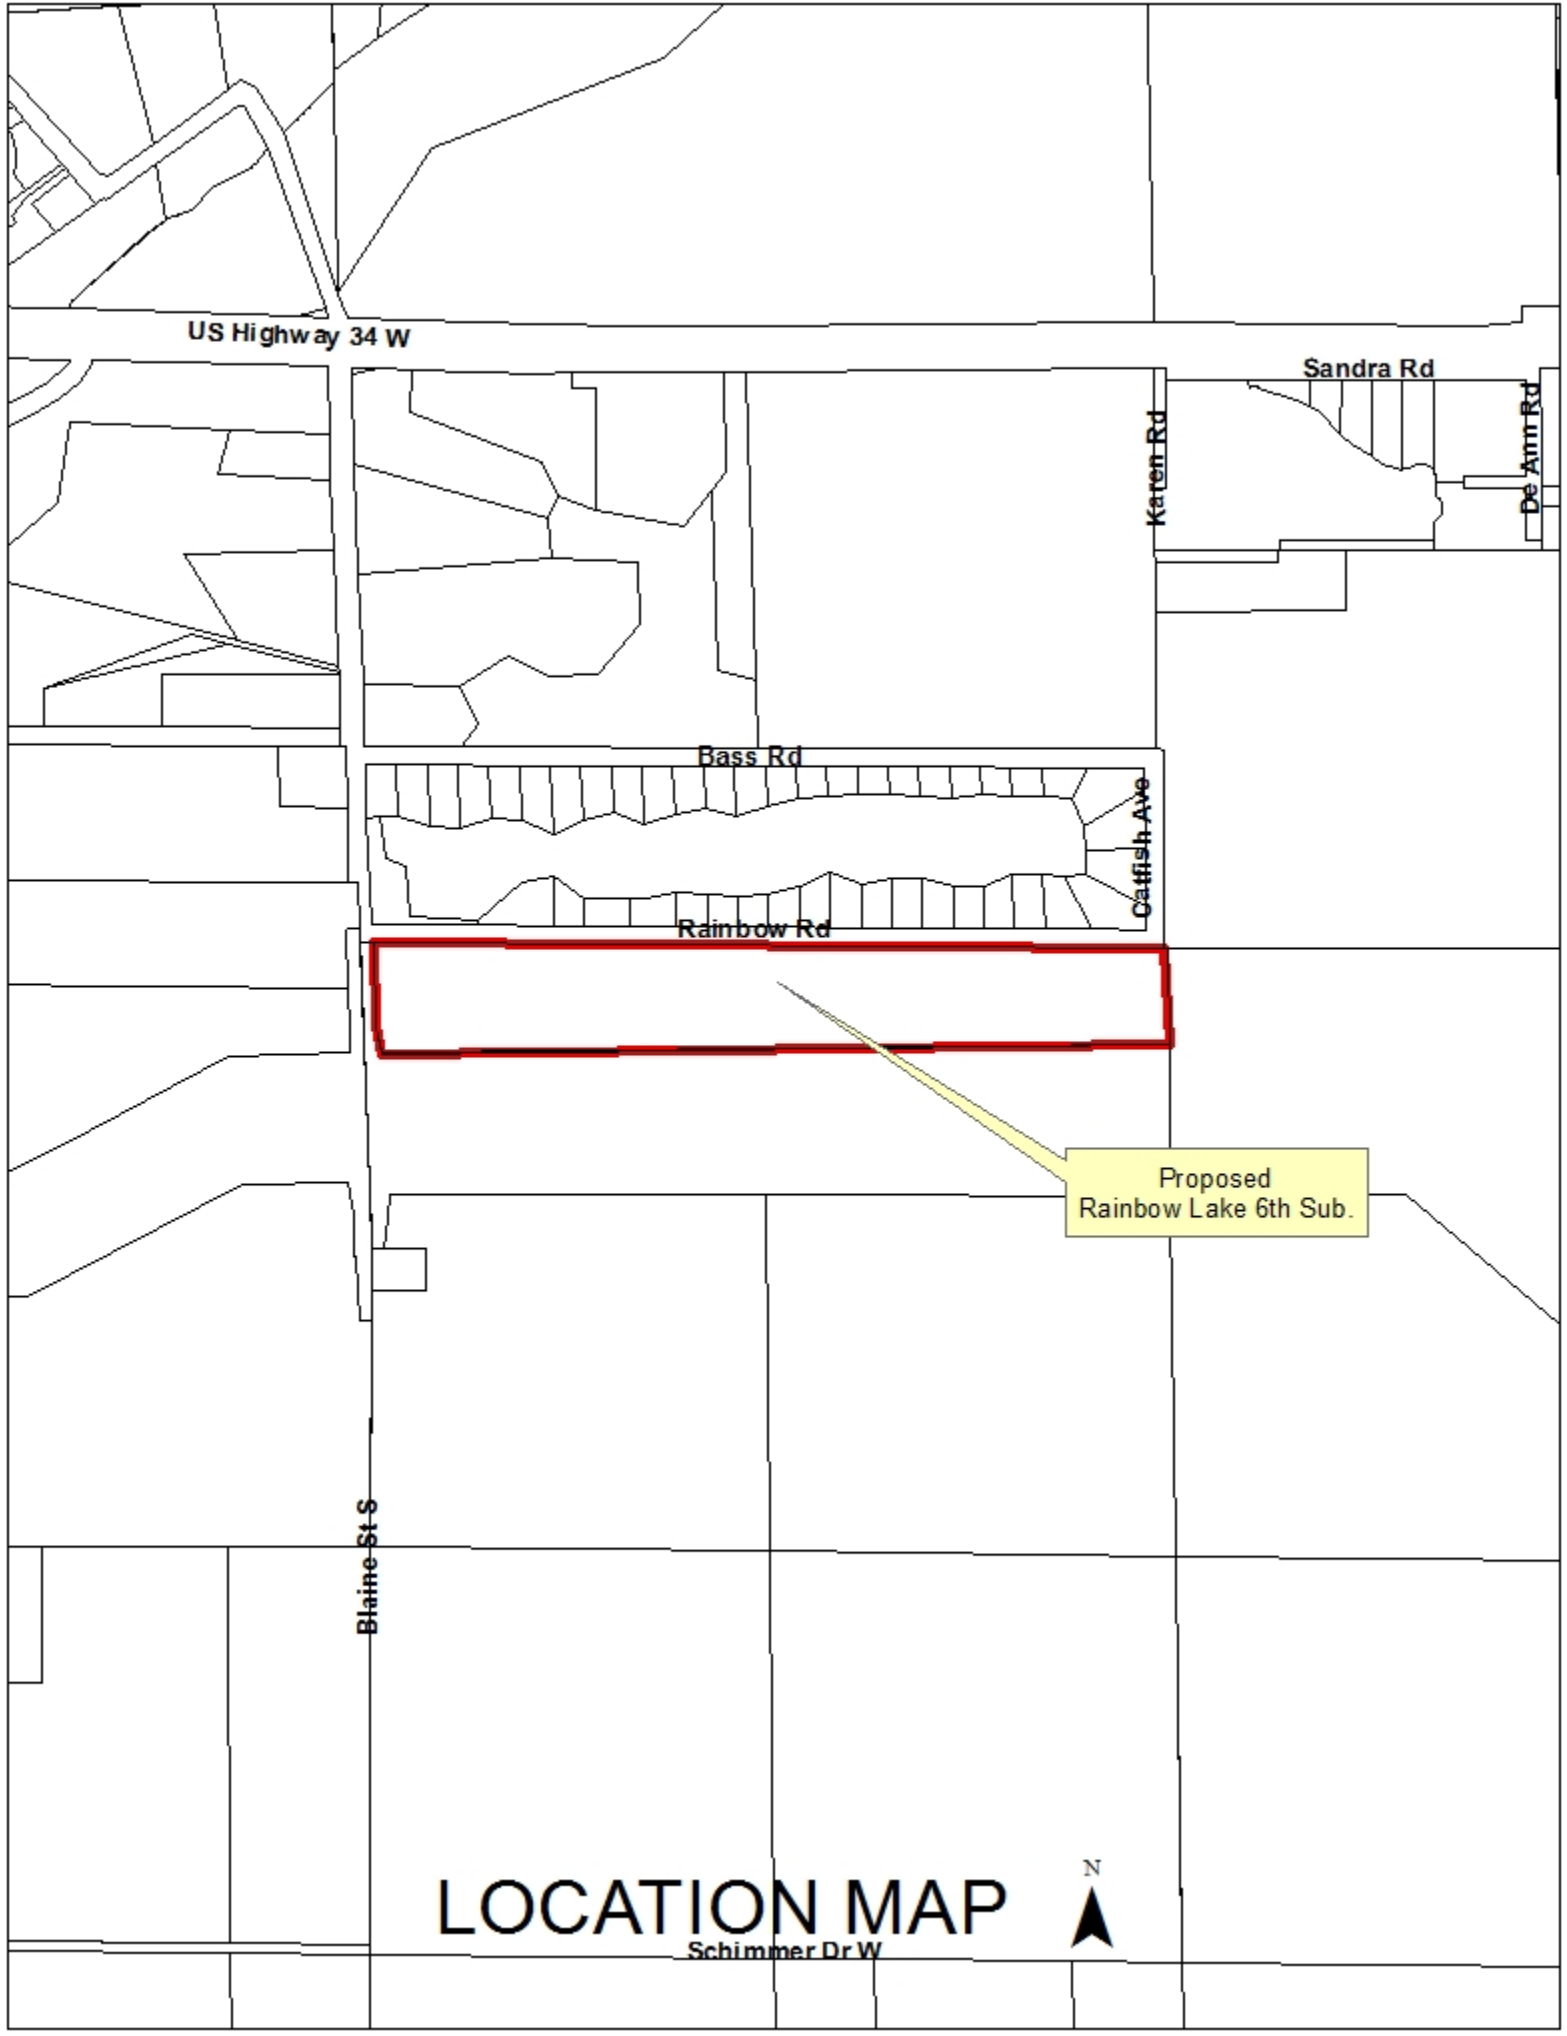 US Highway 34 W
Sandra Rd
Karen Rd
De Ann Rd
Bass Rd
Catfish Ave
Rainbow Rd
Proposed
Rainbow Lake 6th Sub.
Blaine St S
N
LOCATION MAP
Schimmer Dr W